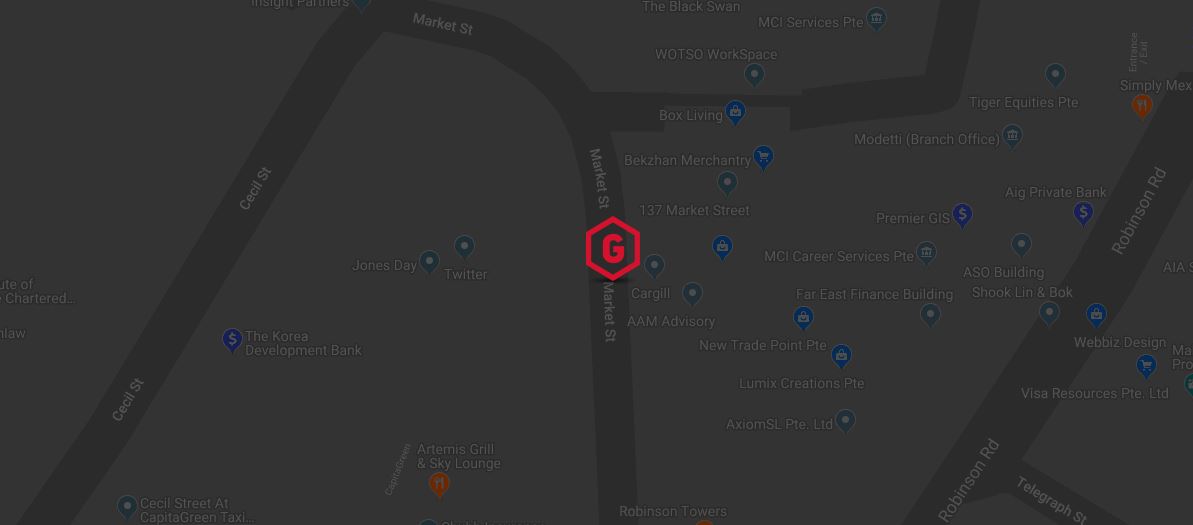 Insight Partners
Market St
The Black Swan
MCI Services Pte
WOTSO WorkSpace
Entrance
/ Exit
Tiger Equities Pte
Simply Mex
Box Living
Modetti (Branch Office)
Market St
Bekzhan Merchantry
Cecil St
137 Market Street
Aig Private Bank
Premier GIS
Robinson Rd
G
Jones Day
Twitter
MCI Career Services Pte
ASO Building
AIA S
ute of
e Chartered...
Cargill
Far East Finance Building
Shook Lin & Bok
Market St
AAM Advisory
nlaw
The Korea
Development Bank
New Trade Point Pte
Webbiz Design
Ma
Pro
Lumix Creations Pte
Visa Resources Pte. Ltd
Cecil St
AxiomSL Pte. Ltd
Artemis Grill
& Sky Lounge
CapitaGreen
Robinson Rd
Telegraph St
Cecil Street At
CapitaGreen Taxi...
Robinson Towers